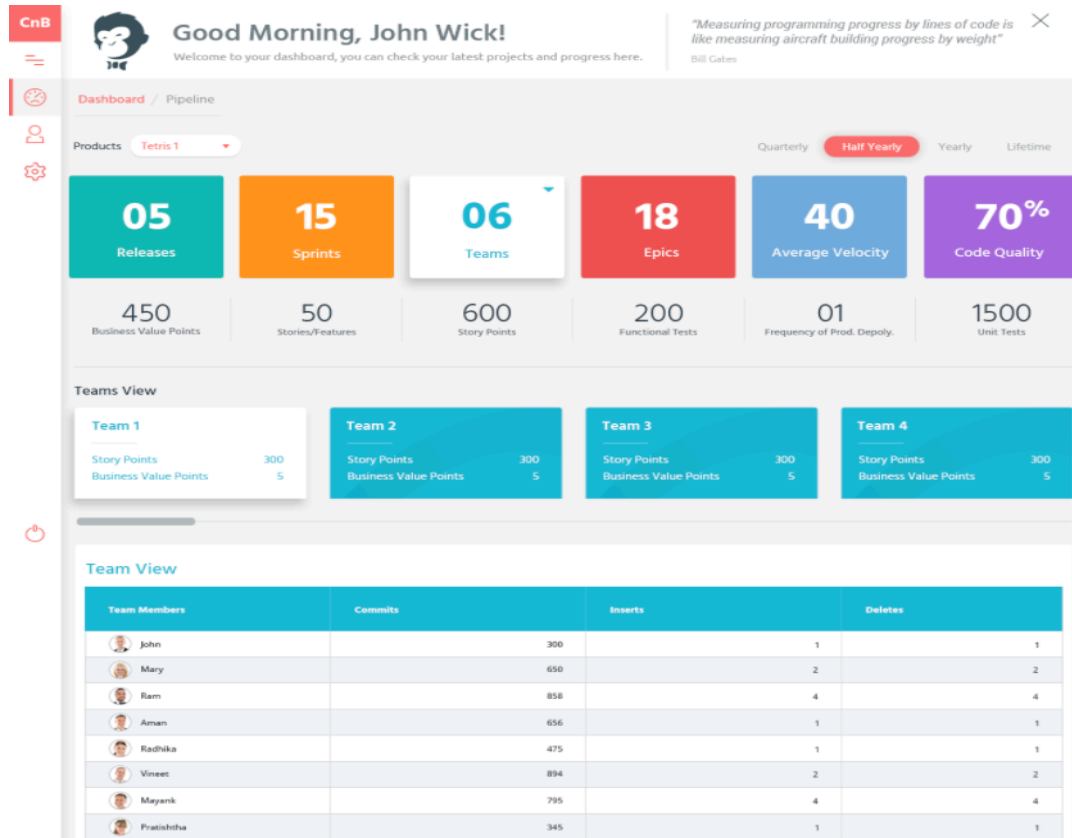 CnB
Good Morning, John Wick!
Welcome to your dashboard, you can check your latest projects and progress here.
"Measuring programming progress by lines of code is
like measuring aircraft building progress by weight"
Bill Gates
Dashboard / Pipeline
Products Tetris 1
Quarterly Half Yearly Yearly Lifetime
05 15 06 18 40 70%
Releases Sprints Teams Epics Average Velocity Code Quality
450 50 600 200 01 1500
Business Value Points Stories/Features Story Points Functional Tests Frequency of Prod. Depoly. Unit Tests
Teams View
Team 1 Team 2 Team 3 Team 4
Story Points 300 Story Points 300 Story Points 300 Story Points 300
Business Value Points 5 Business Value Points 5 Business Value Points 5 Business Value Points 5
Team View
Team Members Commits Inserts Deletes
John 300 1 1
Mary 650 2 2
Ram 858 4 4
Aman 656 1 1
Radhika 475 1 1
Vineet 894 2 2
Mayank 795 4 4
Pratishtha 345 1 1